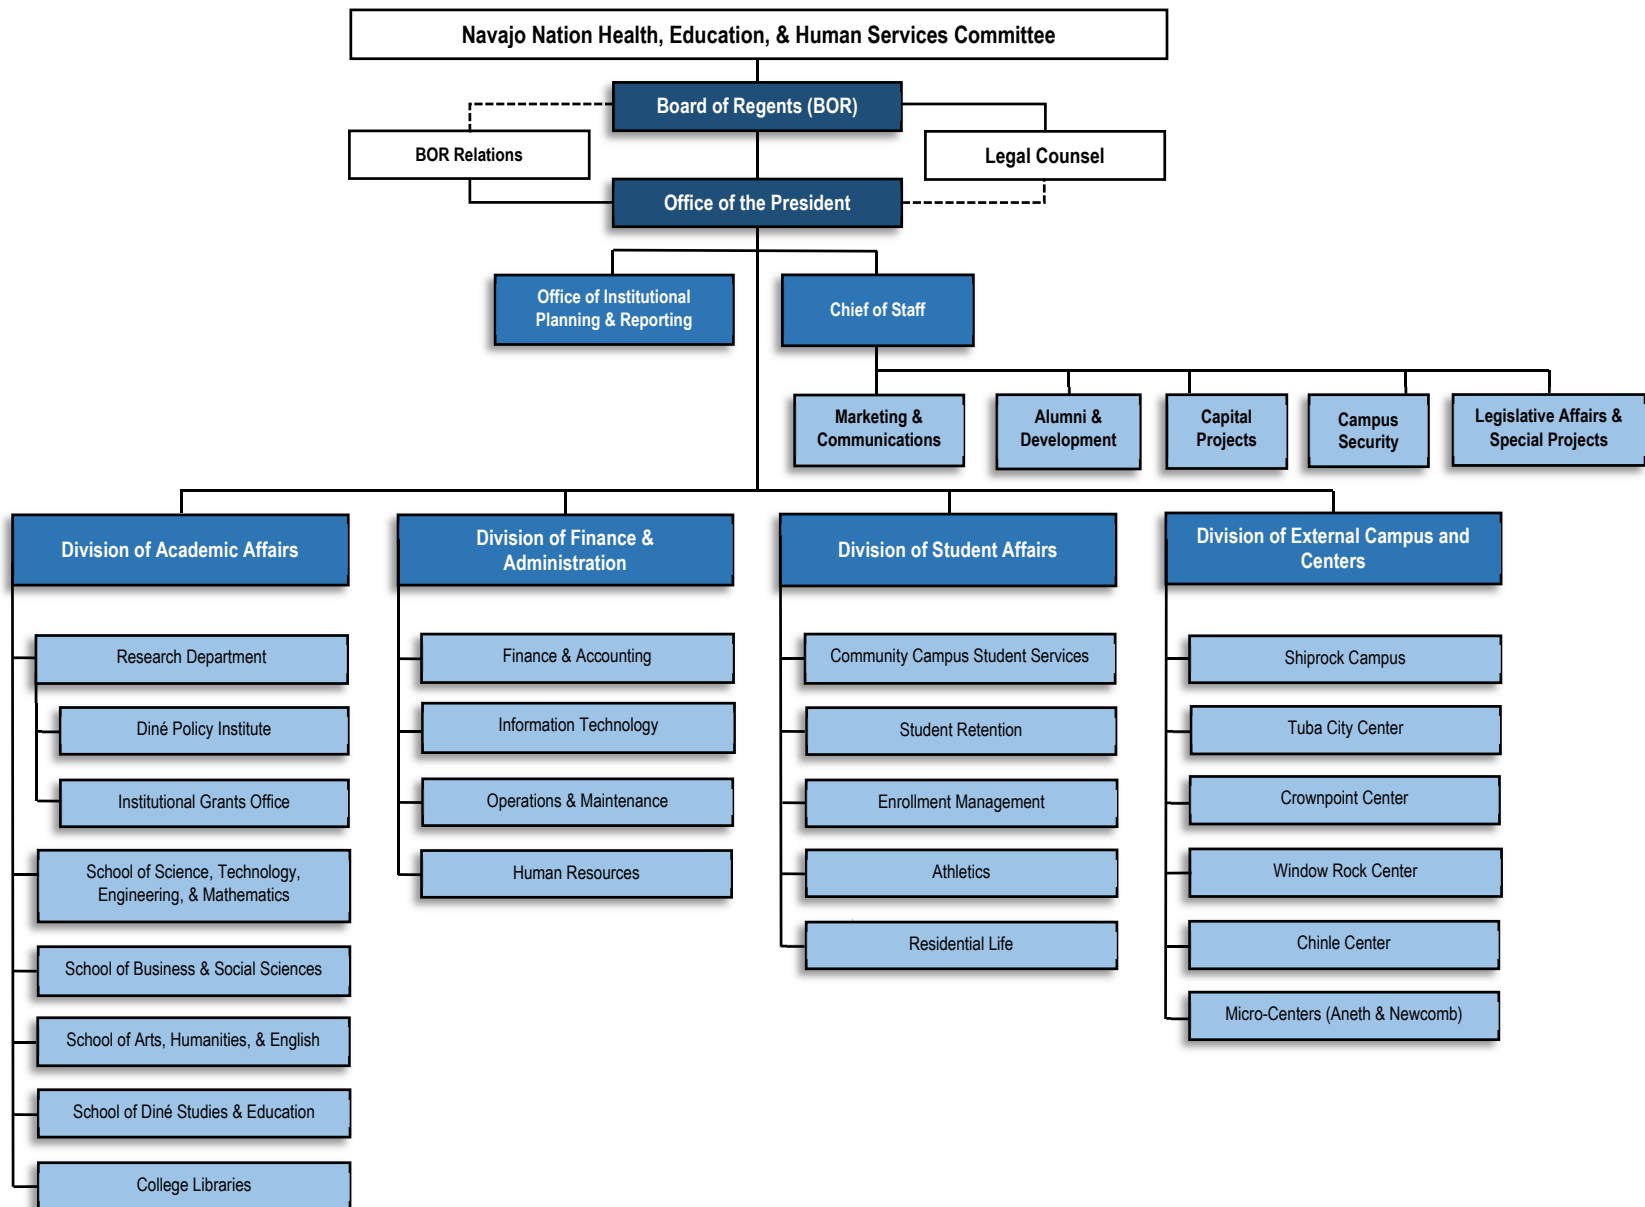 Navajo Nation Health, Education, & Human Services Committee
Board of Regents (BOR)
BOR Relations
Legal Counsel
Office of the President
Office of Institutional
Planning & Reporting
Chief of Staff
Marketing &
Communications
Alumni &
Development
Capital
Projects
Campus
Security
Legislative Affairs &
Special Projects
Division of Academic Affairs
Research Department
Diné Policy Institute
Institutional Grants Office
School of Science, Technology,
Engineering, & Mathematics
School of Business & Social Sciences
School of Arts, Humanities, & English
School of Diné Studies & Education
College Libraries
Division of Finance &
Administration
Finance & Accounting
Information Technology
Operations & Maintenance
Human Resources
Division of Student Affairs
Community Campus Student Services
Student Retention
Enrollment Management
Athletics
Residential Life
Division of External Campus and
Centers
Shiprock Campus
Tuba City Center
Crownpoint Center
Window Rock Center
Chinle Center
Micro-Centers (Aneth & Newcomb)